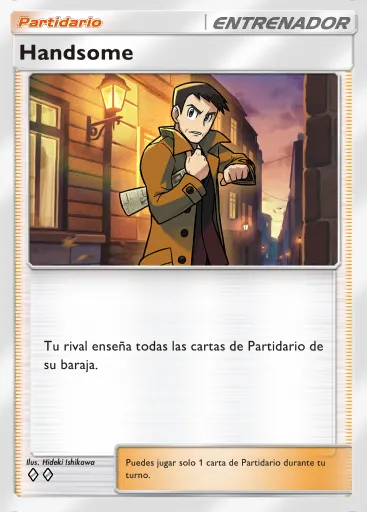 Partidario
ENTRENADOR
Handsome
Tu rival enseña todas las cartas de Partidario de
su baraja.
Ilus. Hideki Ishikawa
Puedes jugar solo 1 carta de Partidario durante tu
turno.